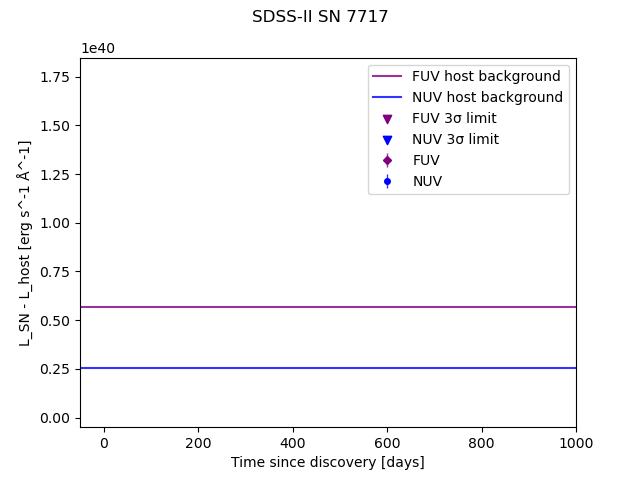 SDSS-II SN 7717
1e40
1.75
1.50
1.25
1.00
0.75
0.50
0.25
0.00
L_SN - L_host [erg s^-1 Å^-1]
FUV host background
NUV host background
FUV 3σ limit
NUV 3σ limit
FUV
NUV
0 200 400 600 800 1000
Time since discovery [days]